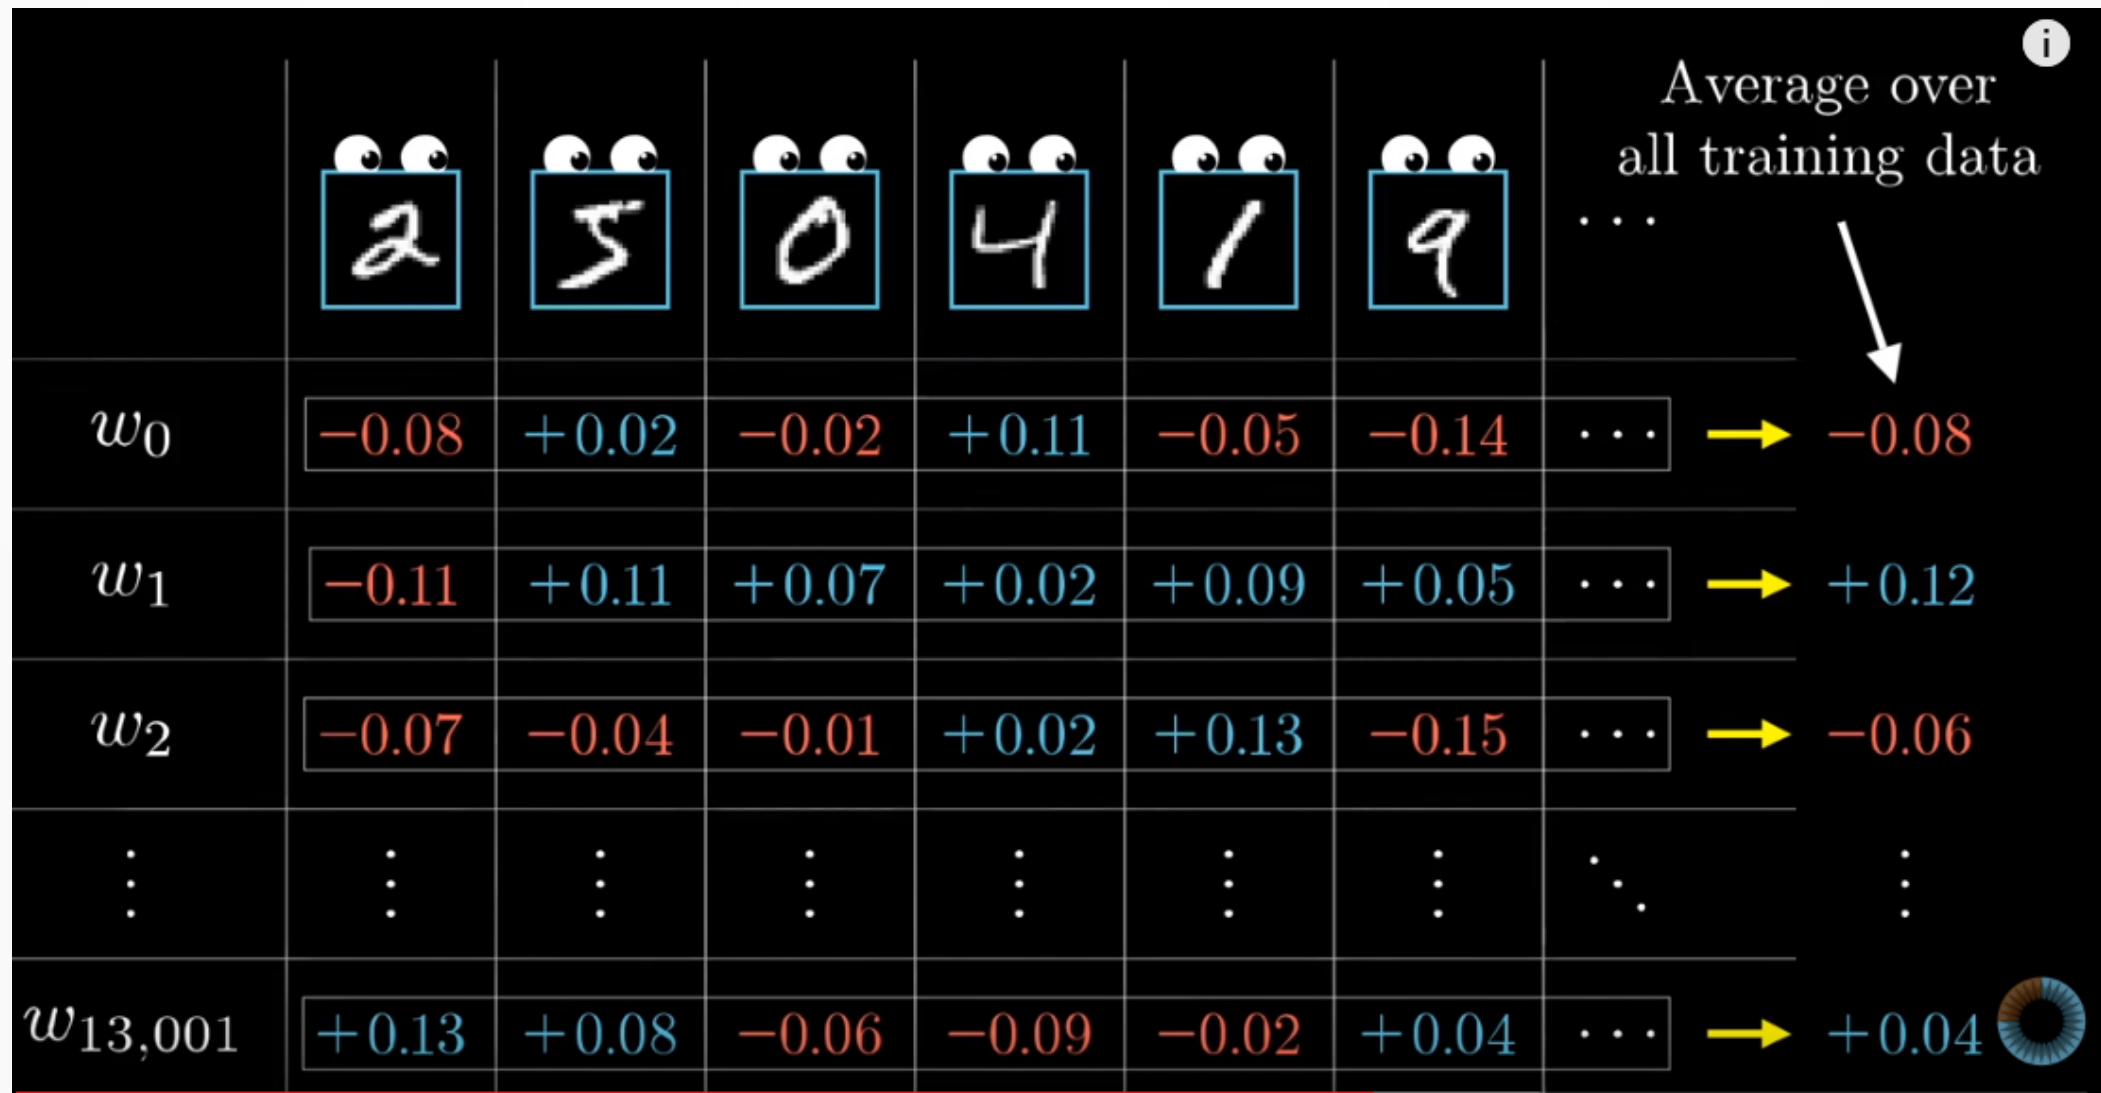 i
Average over
all training data
2 5 0 4 1 9 ...
w0 −0.08 +0.02 −0.02 +0.11 −0.05 −0.14 ... → −0.08
w1 −0.11 +0.11 +0.07 +0.02 +0.09 +0.05 ... → +0.12
w2 −0.07 −0.04 −0.01 +0.02 +0.13 −0.15 ... → −0.06
w13,001 +0.13 +0.08 −0.06 −0.09 −0.02 +0.04 ... → +0.04